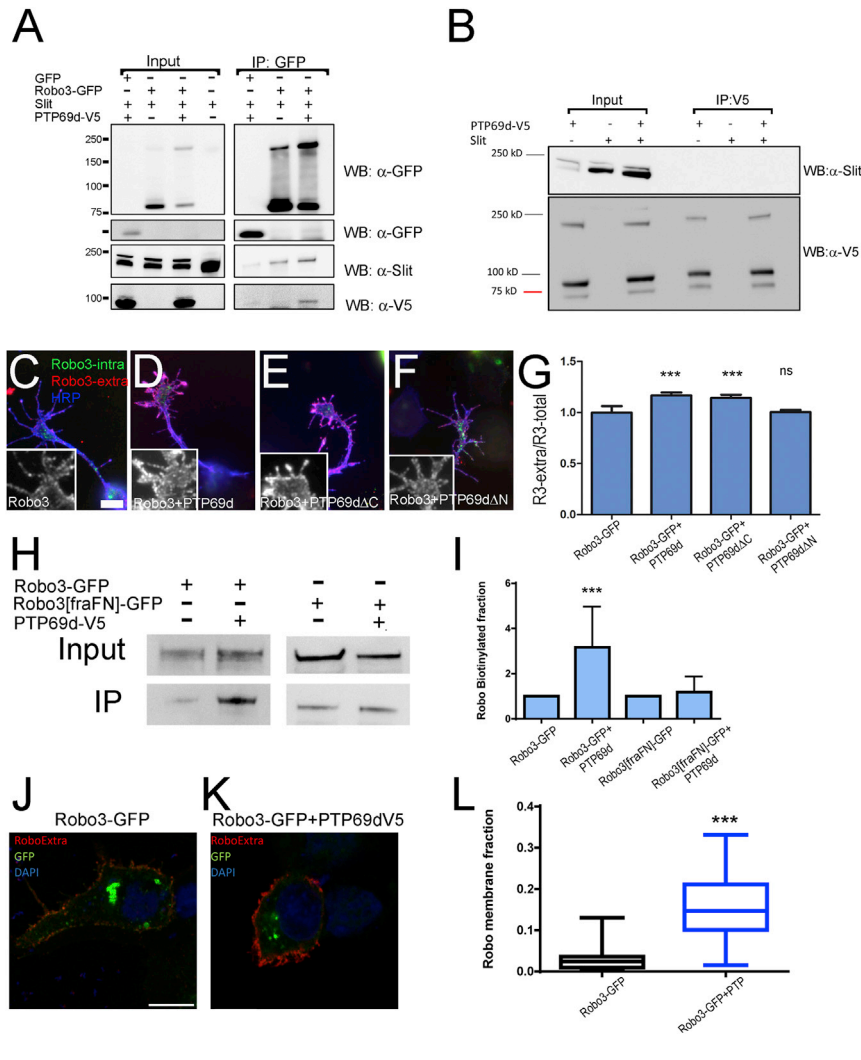 A
Input
IP: GFP
GFP + - - - + - -
Robo3-GFP - + + - - + +
Slit + + + + + + +
PTP69d-V5 + - + - + - +
250
150
100
75
WB: α-GFP
WB: α-GFP
250
WB: α-Slit
100
WB: α-V5
B
Input
IP:V5
PTP69d-V5 + - + + - +
Slit - + + - + +
250 kD
WB:α-Slit
250 kD
100 kD
75 kD
WB:α-V5
C
Robo3-intra
Robo3-extra
HRP
Robo3
D
Robo3+PTP69d
E
Robo3+PTP69dΔC
F
Robo3+PTP69dΔN
G
R3-extra/R3-total
1.5
1.0
0.5
0.0
***
***
ns
Robo3-GFP
Robo3-GFP+
PTP69d
Robo3-GFP+
PTP69dΔC
Robo3-GFP+
PTP69dΔN
H
Robo3-GFP + + - -
Robo3[fraFN]-GFP - - + +
PTP69d-V5 - + - +
Input
IP
I
Robo Biotinylated fraction
6
4
2
0
***
Robo3-GFP
Robo3-GFP+
PTP69d
Robo3[fraFN]-GFP
Robo3[fraFN]-GFP+
PTP69d
J
Robo3-GFP
RoboExtra
GFP
DAPI
K
Robo3-GFP+PTP69dV5
RoboExtra
GFP
DAPI
L
Robo membrane fraction
0.4
0.3
0.2
0.1
0.0
***
Robo3-GFP
Robo3-GFP+PTP